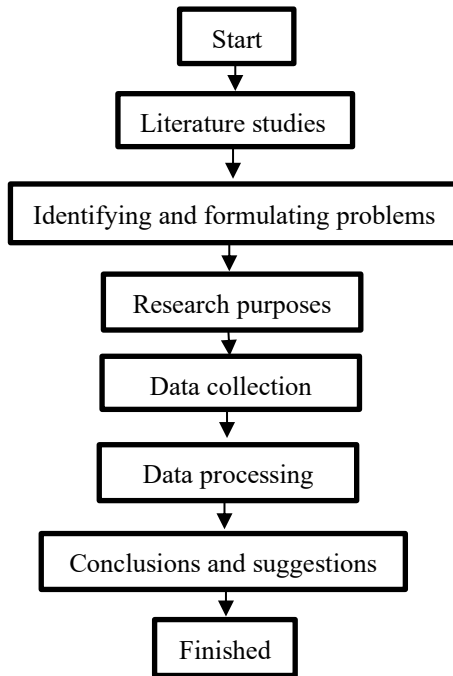 Start
Literature studies
Identifying and formulating problems
Research purposes
Data collection
Data processing
Conclusions and suggestions
Finished